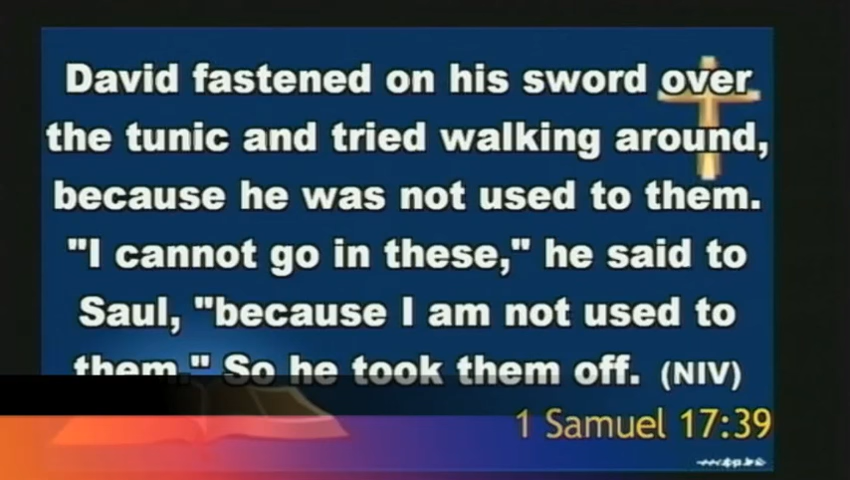 David fastened on his sword over
the tunic and tried walking around,
because he was not used to them.
"I cannot go in these," he said to
Saul, "because I am not used to
them." So he took them off. (NIV)
1 Samuel 17:39